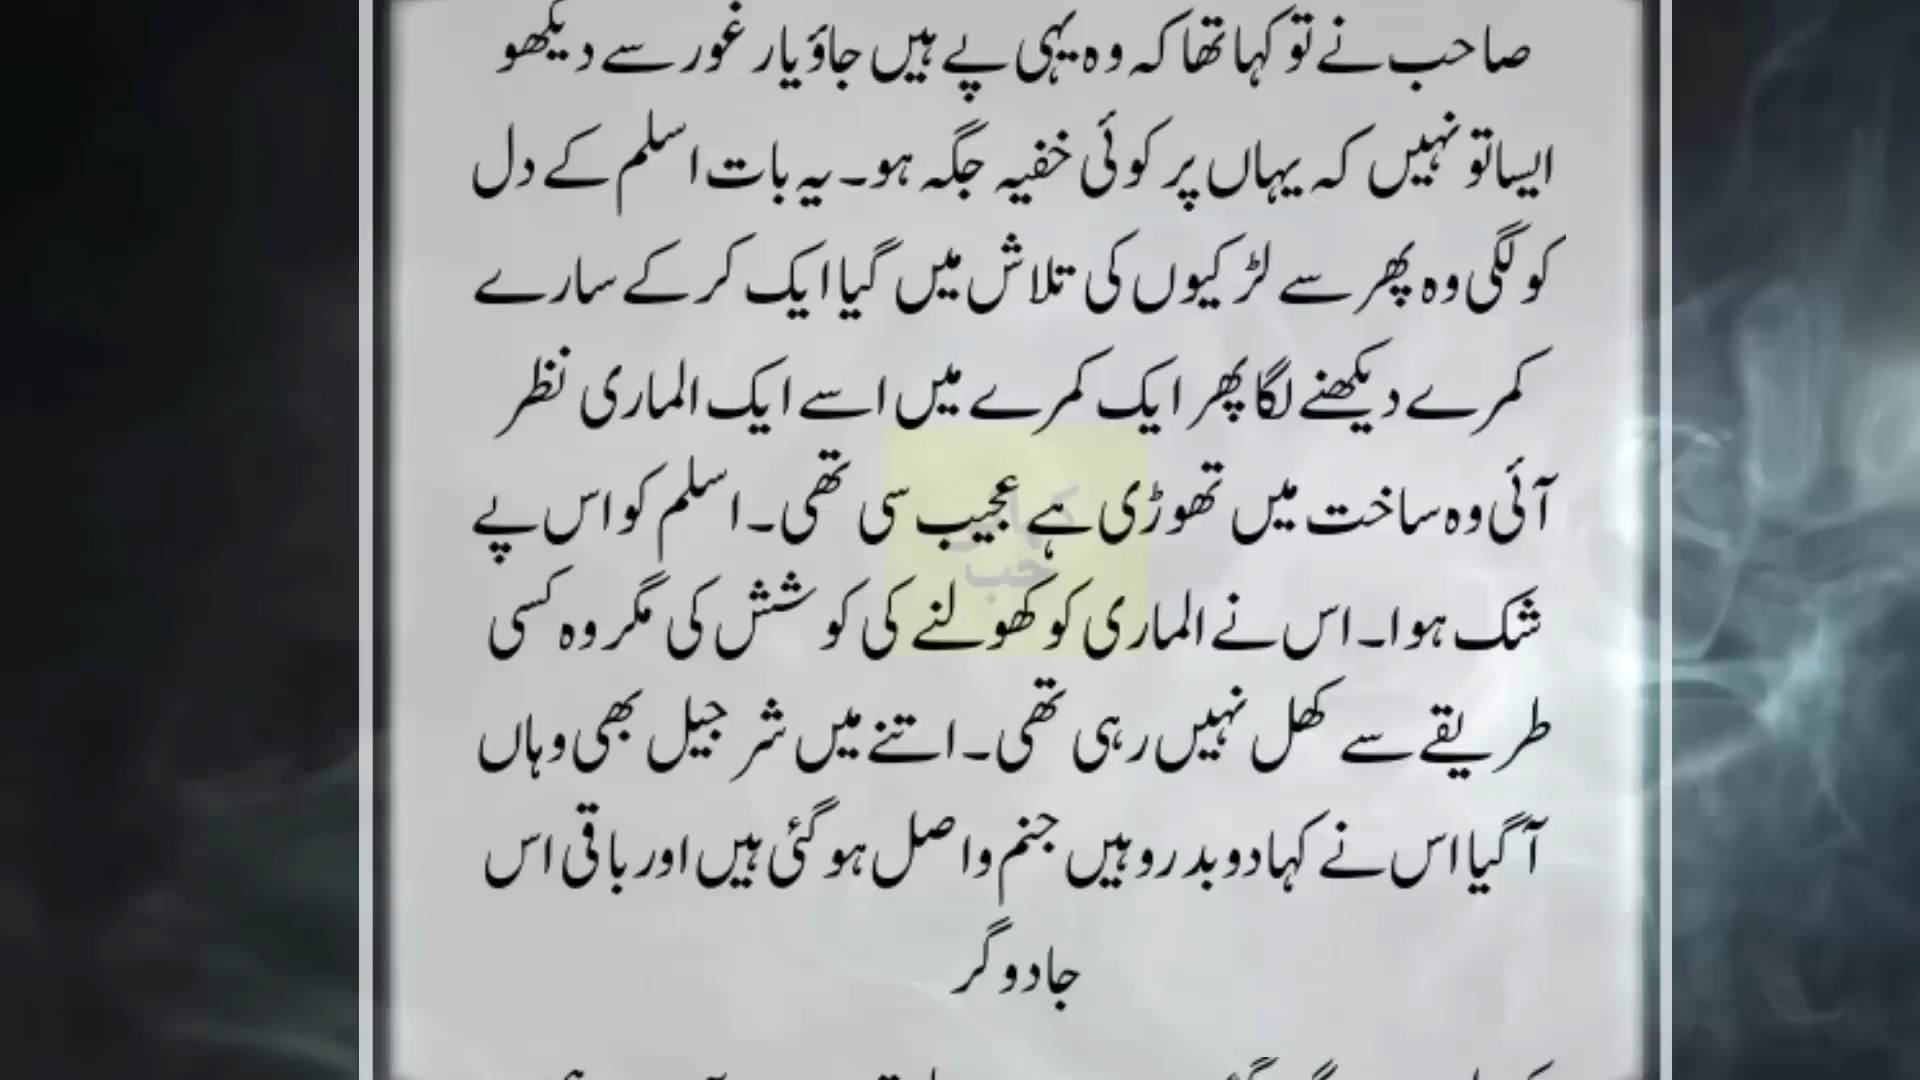 صاحب نے تو کہا تھا کہ وہ یہی پے ہیں جاؤ یار غور سے دیکھو
ایسا تو نہیں کہ یہاں پر کوئی خفیہ جگہ ہو۔ یہ بات اسلم کے دل
کو لگی وہ پھر سے لڑکیوں کی تلاش میں گیا ایک کر کے سارے
کمرے دیکھنے لگا پھر ایک کمرے میں اسے ایک الماری نظر
آئی وہ ساخت میں تھوڑی ہے عجیب سی تھی۔ اسلم کو اس پے
شک ہوا۔ اس نے الماری کو کھولنے کی کوشش کی مگر وہ کسی
طریقے سے کھل نہیں رہی تھی۔ اتنے میں شرجیل بھی وہاں
آگیا اس نے کہا دو بدروہیں جنم واصل ہو گئی ہیں اور باقی اس
جادوگر